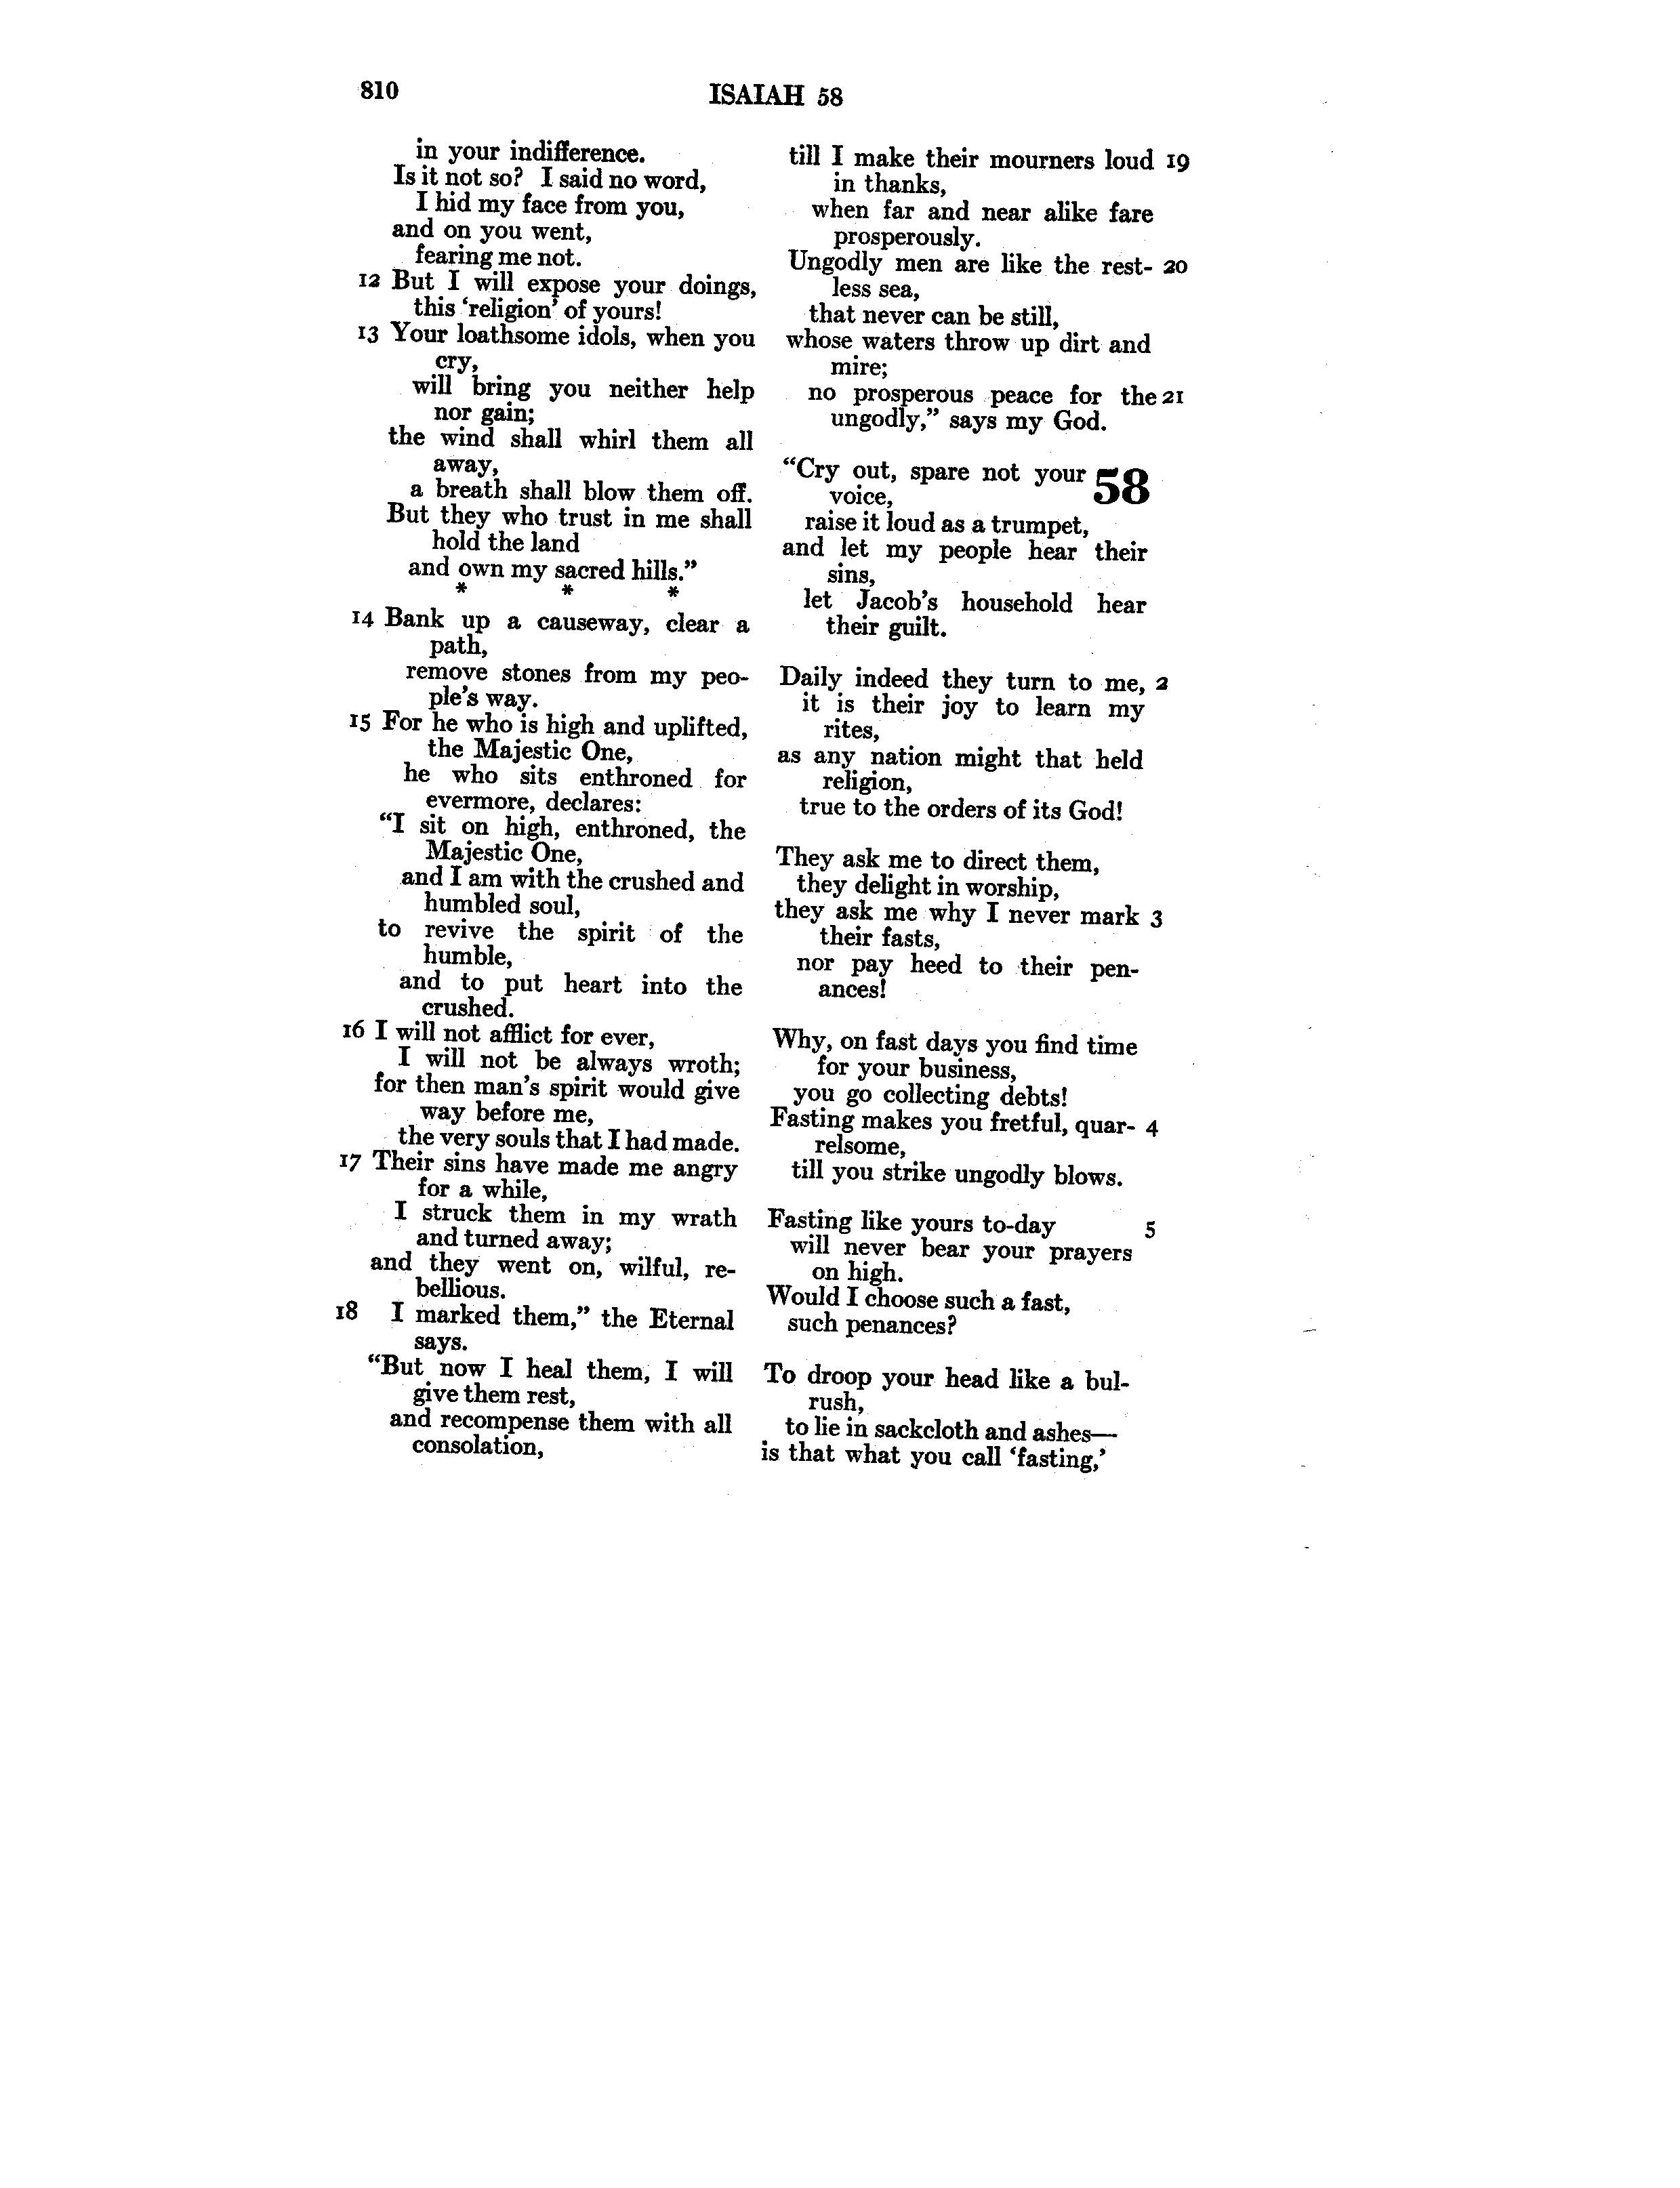 810
ISAIAH 58
in your indifference.
Is it not so? I said no word,
I hid my face from you,
and on you went,
fearing me not.
12 But I will expose your doings,
this ‘religion’ of yours!
13 Your loathsome idols, when you
cry,
will bring you neither help
nor gain;
the wind shall whirl them all
away,
a breath shall blow them off.
But they who trust in me shall
hold the land
and own my sacred hills.”
* * *
14 Bank up a causeway, clear a
path,
remove stones from my peo-
ple’s way.
15 For he who is high and uplifted,
the Majestic One,
he who sits enthroned for
evermore, declares:
“I sit on high, enthroned, the
Majestic One,
and I am with the crushed and
humbled soul,
to revive the spirit of the
humble,
and to put heart into the
crushed.
16 I will not afflict for ever,
I will not be always wroth;
for then man’s spirit would give
way before me,
the very souls that I had made.
17 Their sins have made me angry
for a while,
I struck them in my wrath
and turned away;
and they went on, wilful, re-
bellious.
18 I marked them,” the Eternal
says.
“But now I heal them, I will
give them rest,
and recompense them with all
consolation,
till I make their mourners loud 19
in thanks,
when far and near alike fare
prosperously.
Ungodly men are like the rest- 20
less sea,
that never can be still,
whose waters throw up dirt and
mire;
no prosperous peace for the 21
ungodly,” says my God.
“Cry out, spare not your 58
voice,
raise it loud as a trumpet,
and let my people hear their
sins,
let Jacob’s household hear
their guilt.
Daily indeed they turn to me, 2
it is their joy to learn my
rites,
as any nation might that held
religion,
true to the orders of its God!
They ask me to direct them,
they delight in worship,
they ask me why I never mark 3
their fasts,
nor pay heed to their pen-
ances!
Why, on fast days you find time
for your business,
you go collecting debts!
Fasting makes you fretful, quar- 4
relsome,
till you strike ungodly blows.
Fasting like yours to-day 5
will never bear your prayers
on high.
Would I choose such a fast,
such penances?
To droop your head like a bul-
rush,
to lie in sackcloth and ashes—
is that what you call ‘fasting,’